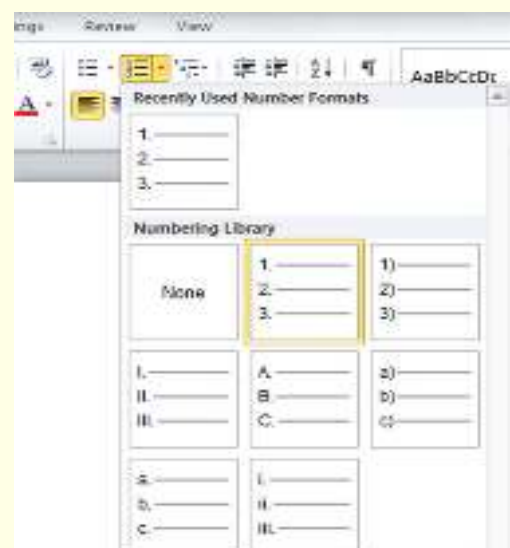 Review View
AaBbCcDc
A
Recently Used Number Formats
1.
2.
3.
Numbering Library
None
1.
2.
3.
1)
2)
3)
I.
II.
III.
A.
B.
C.
a)
b)
c)
a.
b.
c.
i.
ii.
iii.